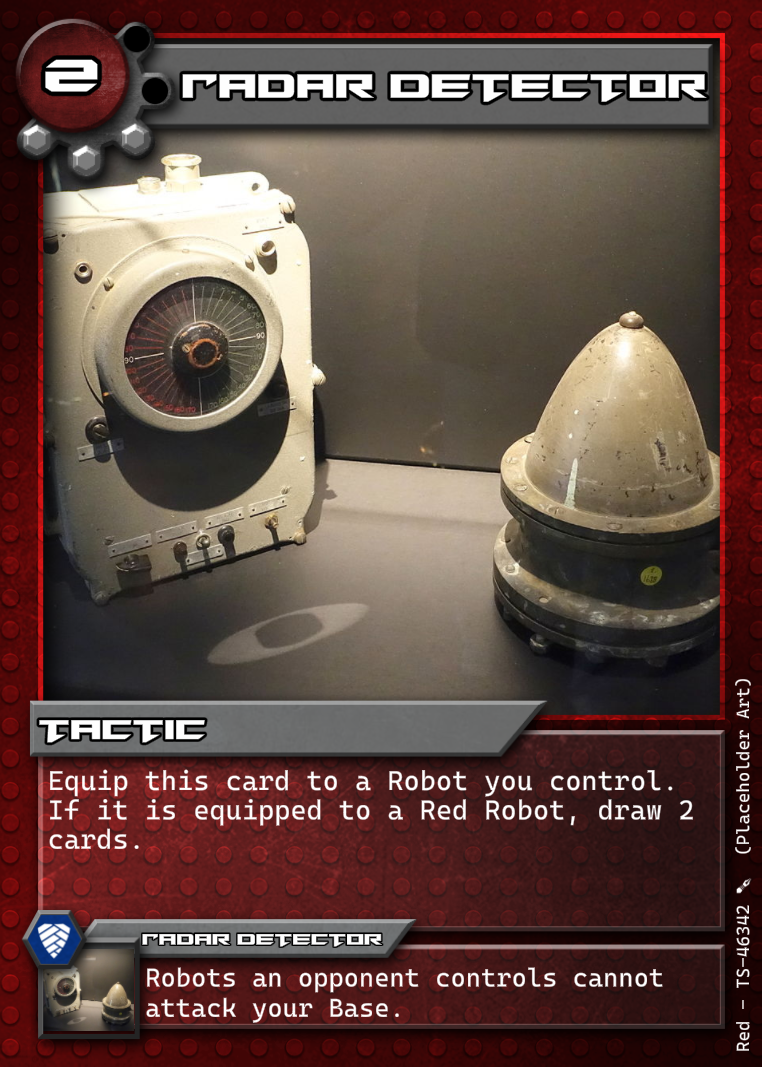 2
RADAR DETECTOR
TACTIC
Equip this card to a Robot you control.
If it is equipped to a Red Robot, draw 2
cards.
RADAR DETECTOR
Robots an opponent controls cannot
attack your Base.
Red - TS-46342 (Placeholder Art)